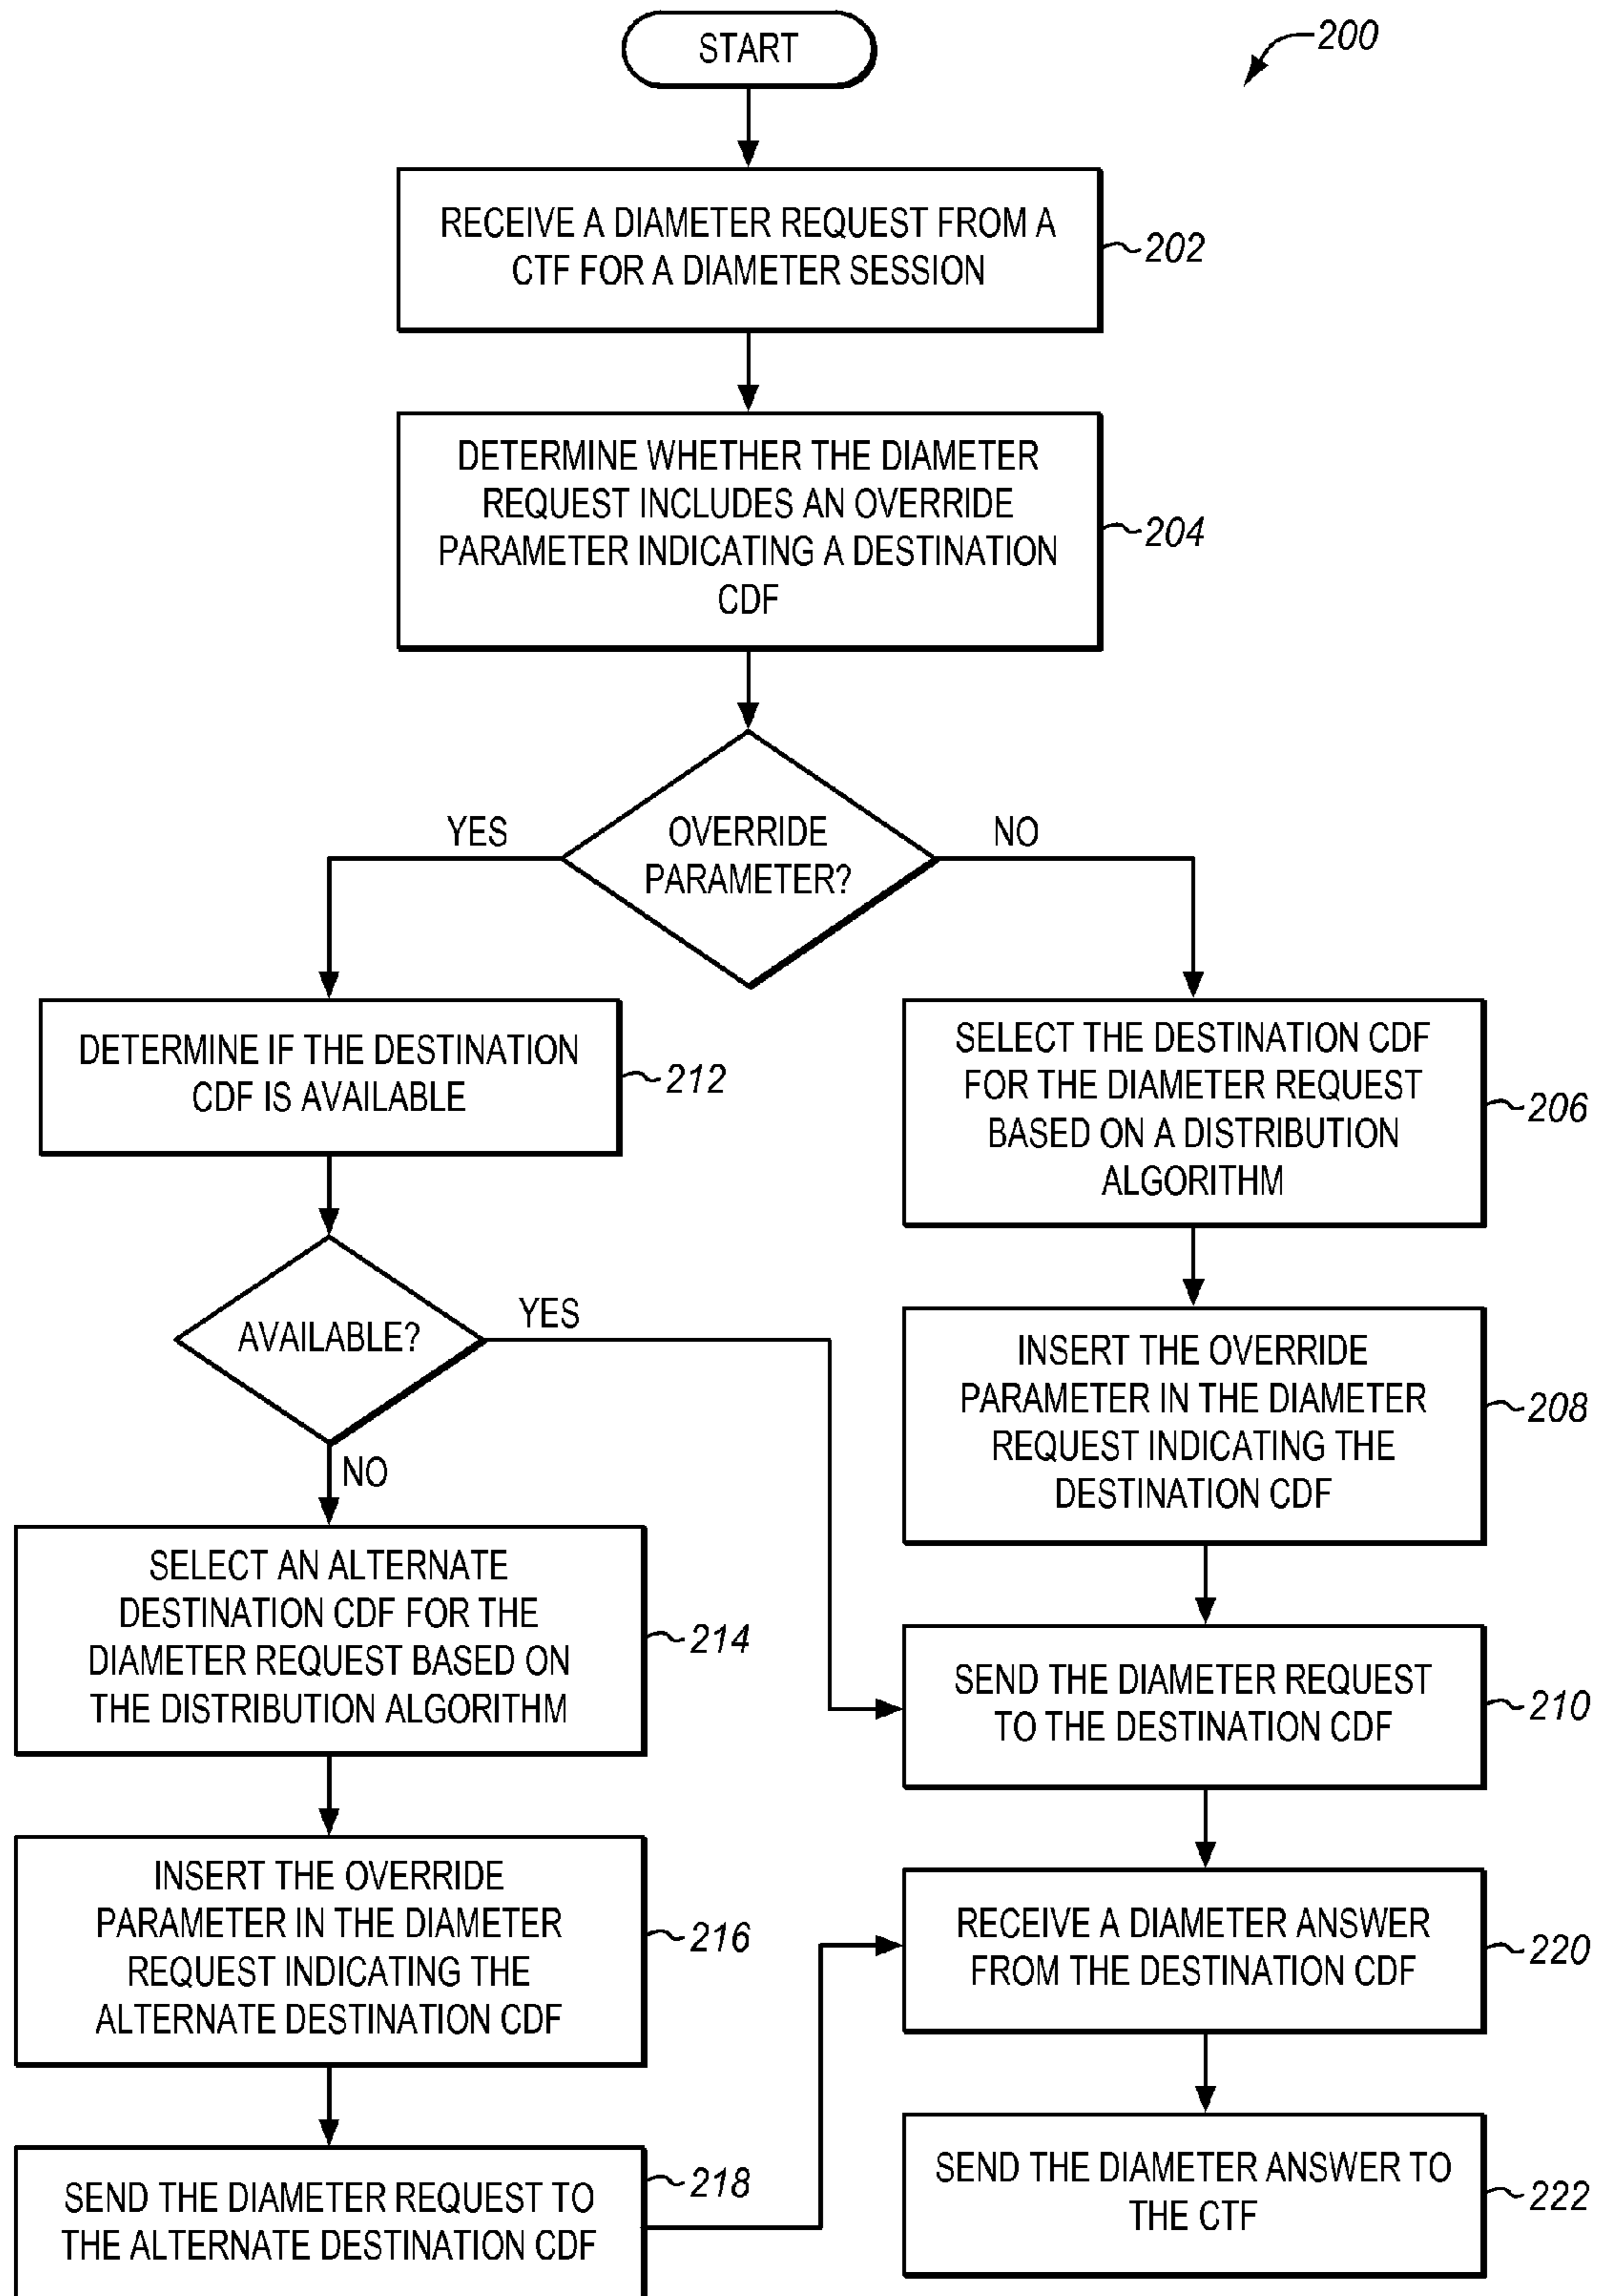 START
200
RECEIVE A DIAMETER REQUEST FROM A
CTF FOR A DIAMETER SESSION
202
DETERMINE WHETHER THE DIAMETER
REQUEST INCLUDES AN OVERRIDE
PARAMETER INDICATING A DESTINATION
CDF
204
OVERRIDE
PARAMETER?
YES
NO
DETERMINE IF THE DESTINATION
CDF IS AVAILABLE
212
SELECT THE DESTINATION CDF
FOR THE DIAMETER REQUEST
BASED ON A DISTRIBUTION
ALGORITHM
206
AVAILABLE?
YES
NO
INSERT THE OVERRIDE
PARAMETER IN THE DIAMETER
REQUEST INDICATING THE
DESTINATION CDF
208
SELECT AN ALTERNATE
DESTINATION CDF FOR THE
DIAMETER REQUEST BASED ON
THE DISTRIBUTION ALGORITHM
214
SEND THE DIAMETER REQUEST
TO THE DESTINATION CDF
210
INSERT THE OVERRIDE
PARAMETER IN THE DIAMETER
REQUEST INDICATING THE
ALTERNATE DESTINATION CDF
216
RECEIVE A DIAMETER ANSWER
FROM THE DESTINATION CDF
220
SEND THE DIAMETER REQUEST TO
THE ALTERNATE DESTINATION CDF
218
SEND THE DIAMETER ANSWER TO
THE CTF
222